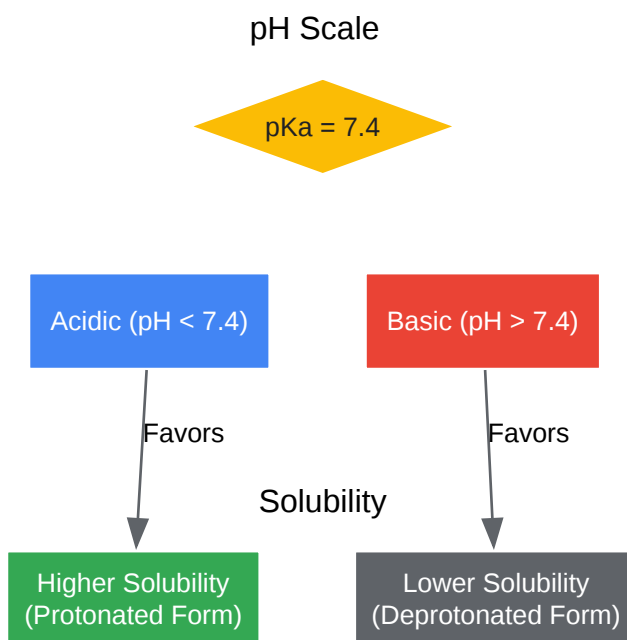 pH Scale
pKa = 7.4
Acidic (pH < 7.4)
Basic (pH > 7.4)
Favors
Favors
Solubility
Higher Solubility
(Protonated Form)
Lower Solubility
(Deprotonated Form)